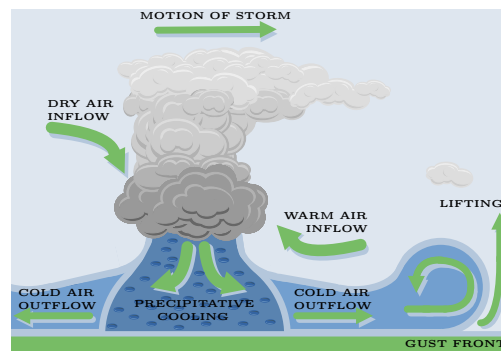 MOTION OF STORM
DRY AIR
INFLOW
LIFTING
WARM AIR
INFLOW
COLD AIR
OUTFLOW
PRECIPITATIVE
COOLING
COLD AIR
OUTFLOW
GUST FRONT